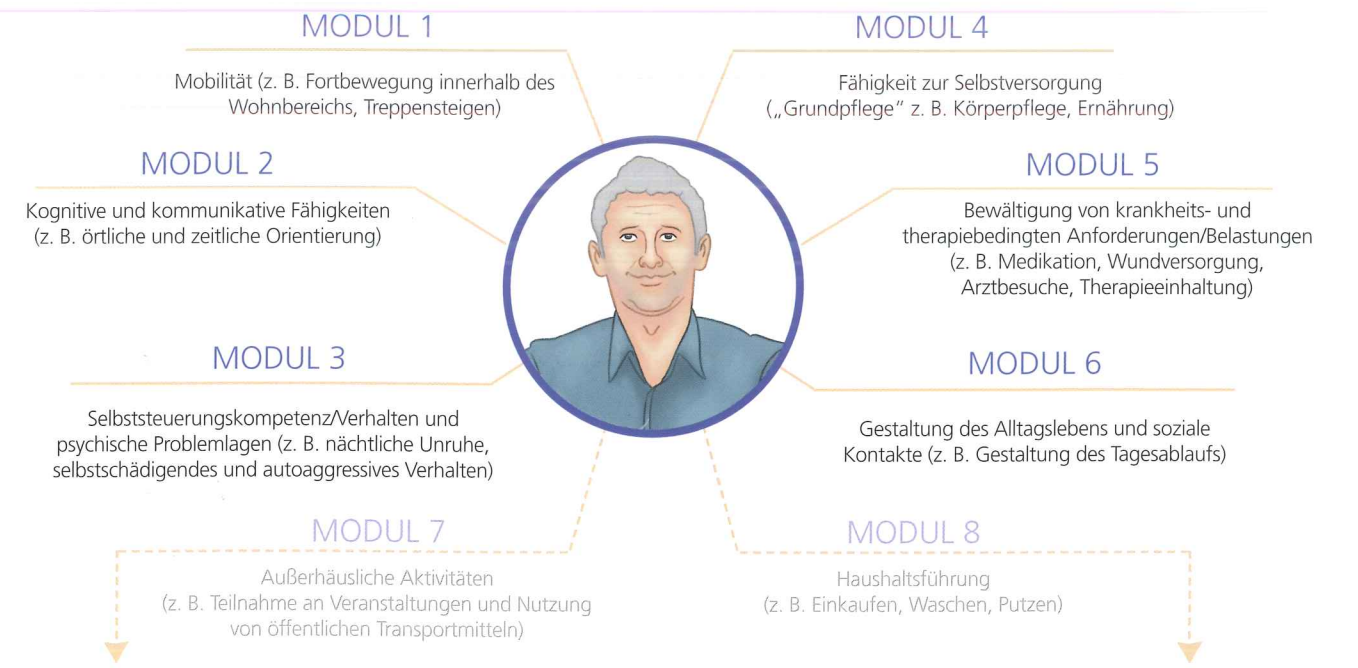 MODUL 1
Mobilität (z. B. Fortbewegung innerhalb des
Wohnbereichs, Treppensteigen)
MODUL 4
Fähigkeit zur Selbstversorgung
(„Grundpflege" z. B. Körperpflege, Ernährung)
MODUL 2
Kognitive und kommunikative Fähigkeiten
(z. B. örtliche und zeitliche Orientierung)
MODUL 5
Bewältigung von krankheits- und
therapiebedingten Anforderungen/Belastungen
(z. B. Medikation, Wundversorgung,
Arztbesuche, Therapieeinhaltung)
MODUL 3
Selbststeuerungskompetenz/Verhalten und
psychische Problemlagen (z. B. nächtliche Unruhe,
selbstschädigendes und autoaggressives Verhalten)
MODUL 6
Gestaltung des Alltagslebens und soziale
Kontakte (z. B. Gestaltung des Tagesablaufs)
MODUL 7
Außerhäusliche Aktivitäten
(z. B. Teilnahme an Veranstaltungen und Nutzung
von öffentlichen Transportmitteln)
MODUL 8
Haushaltsführung
(z. B. Einkaufen, Waschen, Putzen)